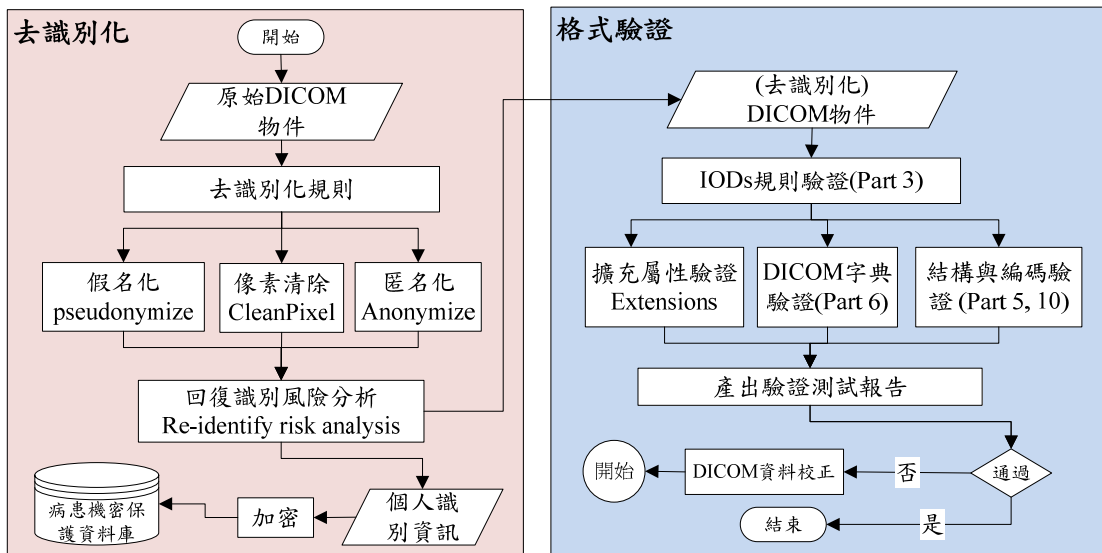 去識別化
開始
原始DICOM
物件
去識別化規則
假名化
pseudonymize
像素清除
CleanPixel
匿名化
Anonymize
回復識別風險分析
Re-identify risk analysis
個人識
別資訊
加密
病患機密保
護資料庫
格式驗證
(去識別化)
DICOM物件
IODs規則驗證(Part 3)
擴充屬性驗證
Extensions
DICOM字典
驗證(Part 6)
結構與編碼驗
證 (Part 5, 10)
產出驗證測試報告
通過
否
DICOM資料校正
開始
是
結束